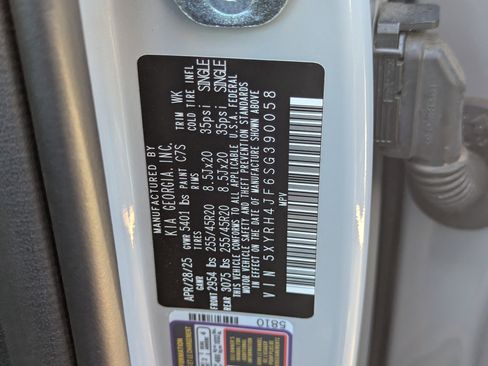 MANUFACTURED BY
KIA GEORGIA, INC.
APR/28/25 GVWR 5401 lbs PAINT C7S TRIM WK
GAWR TIRES RIMS COLD TIRE INFL
FRONT 2954 lbs 255/45R20 8.5Jx20 35psi SINGLE
REAR 3075 lbs 255/45R20 8.5Jx20 35psi SINGLE
THIS VEHICLE CONFORMS TO ALL APPLICABLE U.S.A. FEDERAL
MOTOR VEHICLE SAFETY, BUMPER, AND THEFT PREVENTION STANDARDS
IN EFFECT ON THE DATE OF MANUFACTURE SHOWN ABOVE
VIN 5XYRH4JF6SG390058
MPV
5810